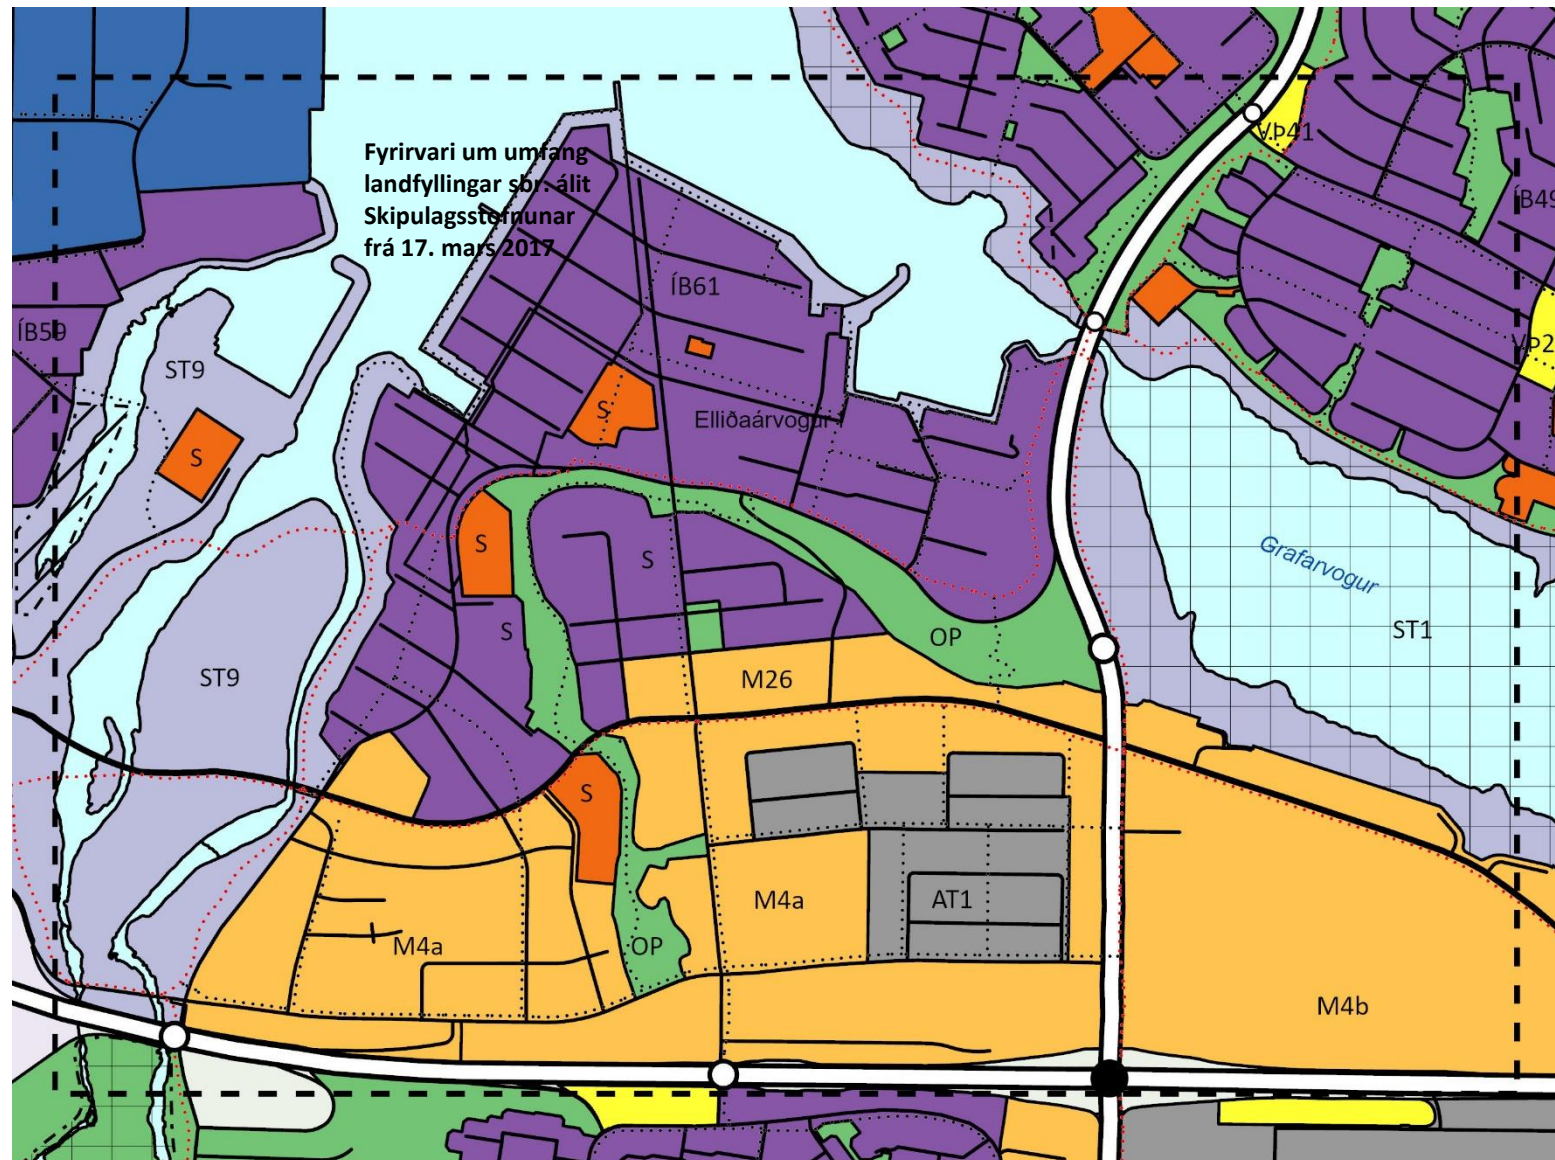 VÞ41
Fyrirvari um umfang
landfyllingar sbr. álit
Skipulagsstofnunar
frá 17. mars 2017
ÍB49
ÍB61
ÍB59
VÞ2
ST9
S
Elliðaárvogur
S
S
S
Grafarvogur
S
OP
ST1
ST9
M26
S
M4a
AT1
M4a
OP
M4b